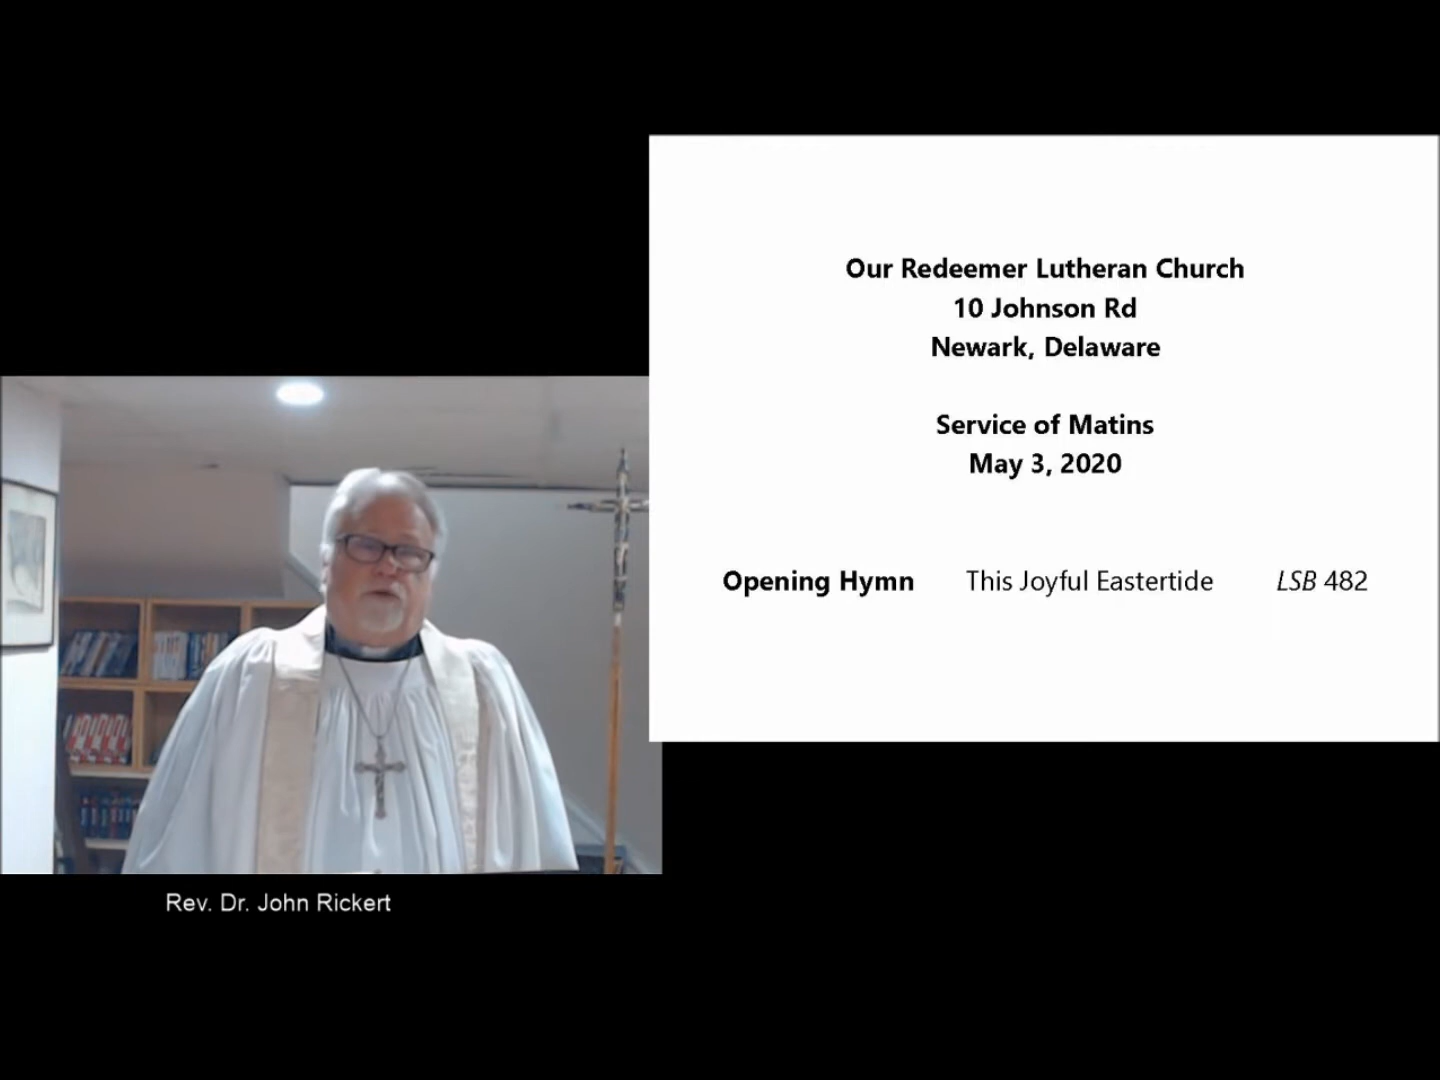 Our Redeemer Lutheran Church
10 Johnson Rd
Newark, Delaware
Service of Matins
May 3, 2020
Opening Hymn This Joyful Eastertide LSB 482
Rev. Dr. John Rickert